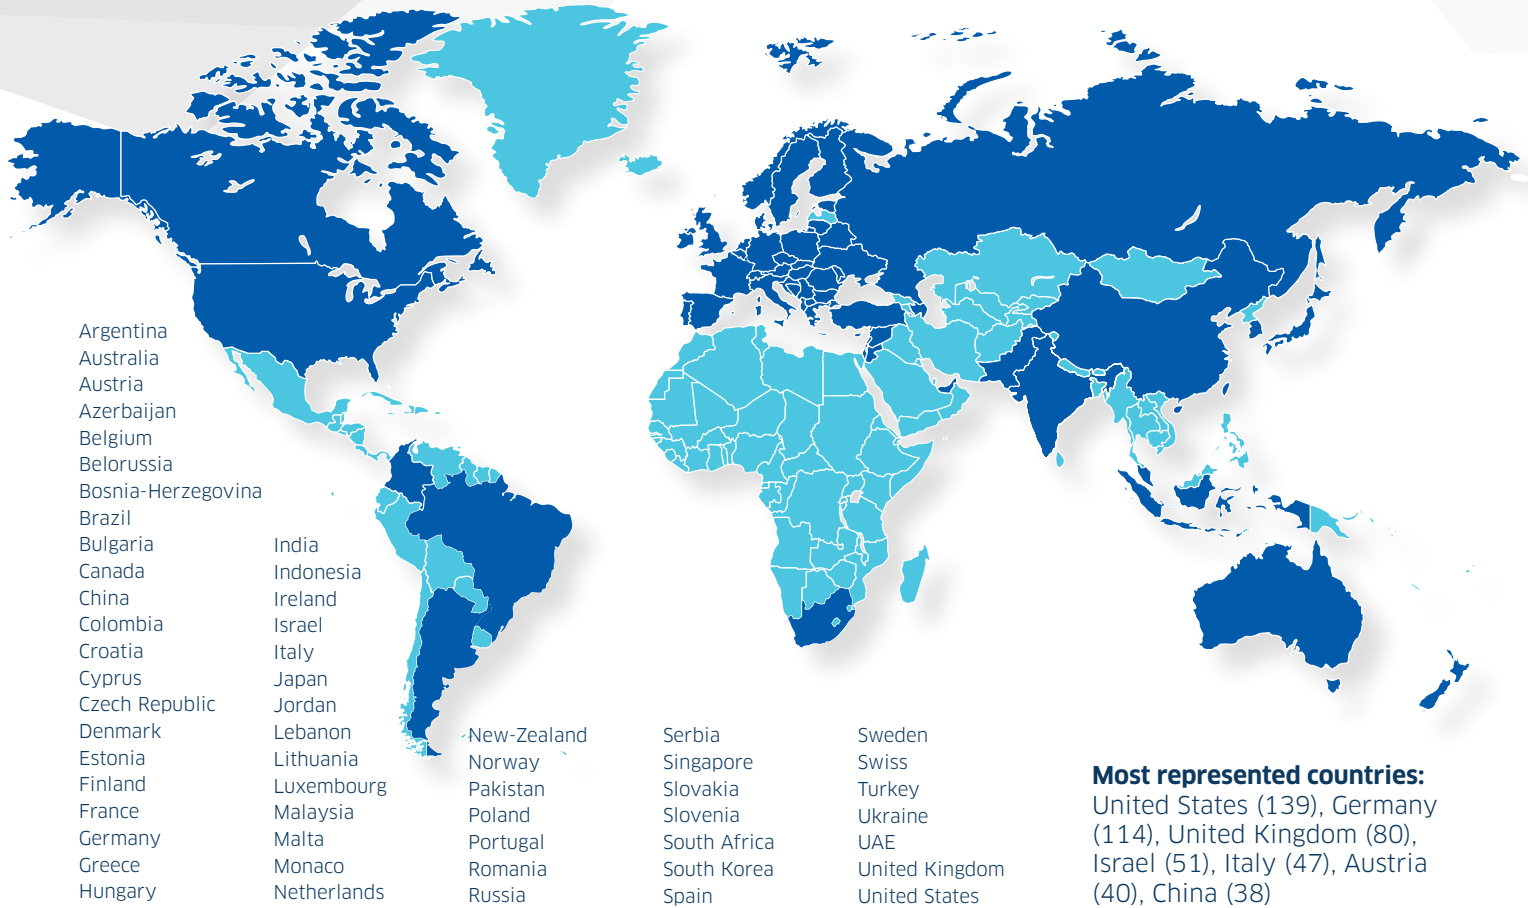 Argentina
Australia
Austria
Azerbaijan
Belgium
Belorussia
Bosnia-Herzegovina
Brazil
Bulgaria
Canada
China
Colombia
Croatia
Cyprus
Czech Republic
Denmark
Estonia
Finland
France
Germany
Greece
Hungary
India
Indonesia
Ireland
Israel
Italy
Japan
Jordan
Lebanon
Lithuania
Luxembourg
Malaysia
Malta
Monaco
Netherlands
New-Zealand
Norway
Pakistan
Poland
Portugal
Romania
Russia
Serbia
Singapore
Slovakia
Slovenia
South Africa
South Korea
Spain
Sweden
Swiss
Turkey
Ukraine
UAE
United Kingdom
United States
Most represented countries:
United States (139), Germany
(114), United Kingdom (80),
Israel (51), Italy (47), Austria
(40), China (38)